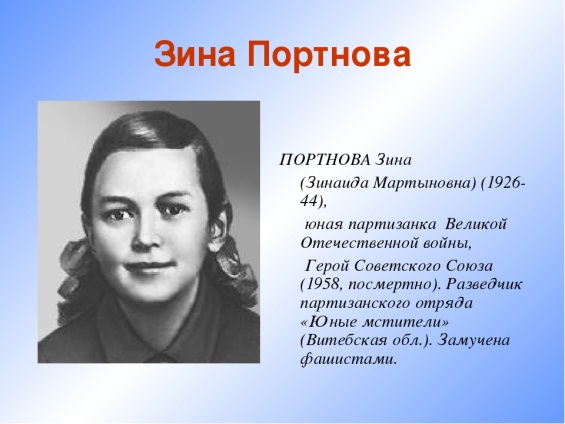 Зина Портнова
ПОРТНОВА Зина
(Зинаида Мартыновна) (1926-
44),
юная партизанка Великой
Отечественной войны,
Герой Советского Союза
(1958, посмертно). Разведчик
партизанского отряда
«Юные мстители»
(Витебская обл.). Замучена
фашистами.